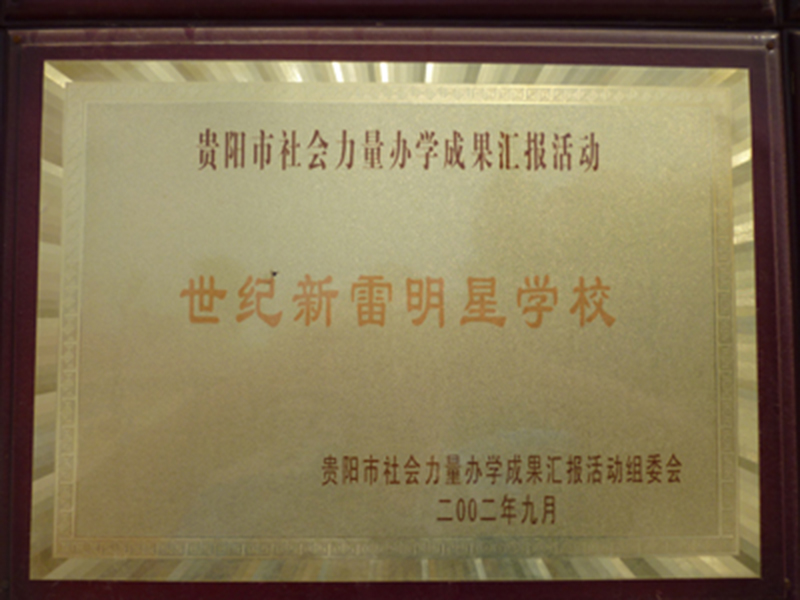 贵阳市社会力量办学成果汇报活动
世纪新雷明星学校
贵阳市社会力量办学成果汇报活动组委会
二00二年九月